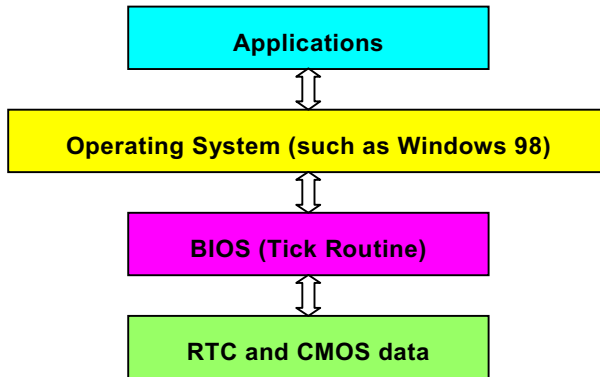 Applications
Operating System (such as Windows 98)
BIOS (Tick Routine)
RTC and CMOS data